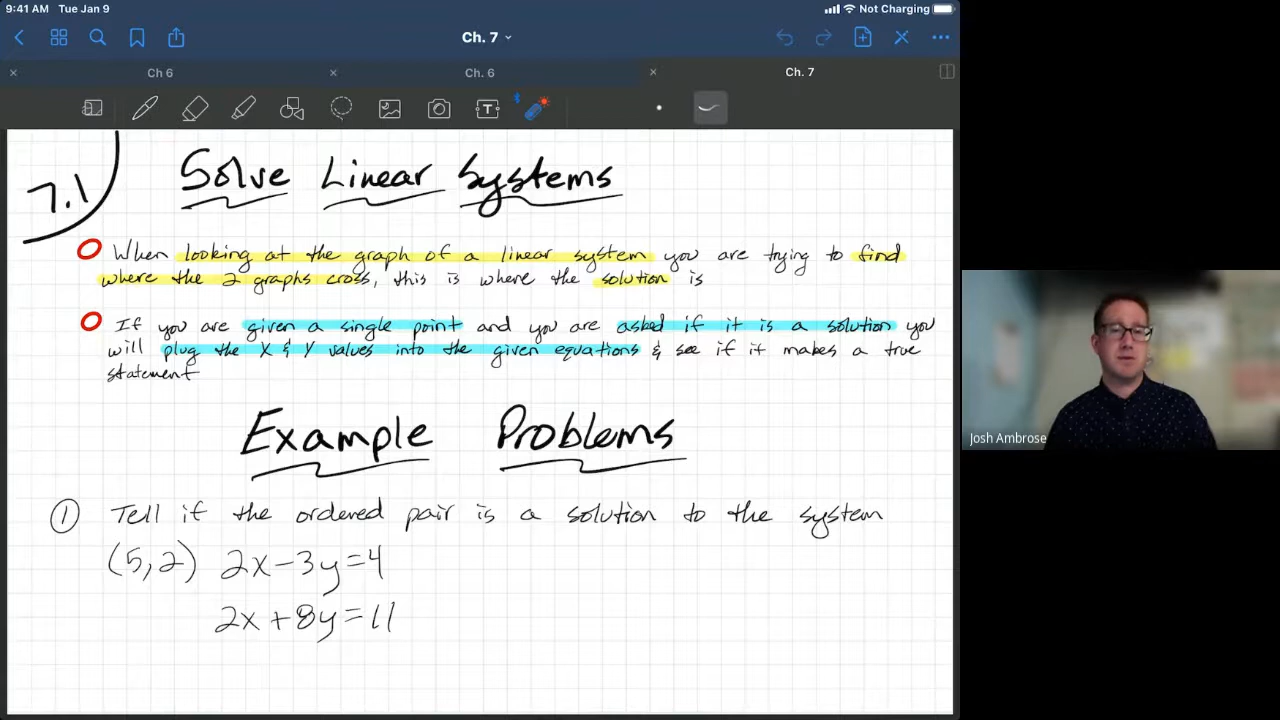 9:41 AM Tue Jan 9
Not Charging
Ch. 7
Ch 6
Ch. 6
Ch. 7
T
7.1
Solve Linear Systems
When looking at the graph of a linear system you are trying to find
where the 2 graphs cross, this is where the solution is
If you are given a single point and you are asked if it is a solution you
will plug the X & Y values into the given equations & see if it makes a true
statement
Example Problems
① Tell if the ordered pair is a solution to the system
(5,2) 2x-3y=4
2x+8y=11
Josh Ambrose